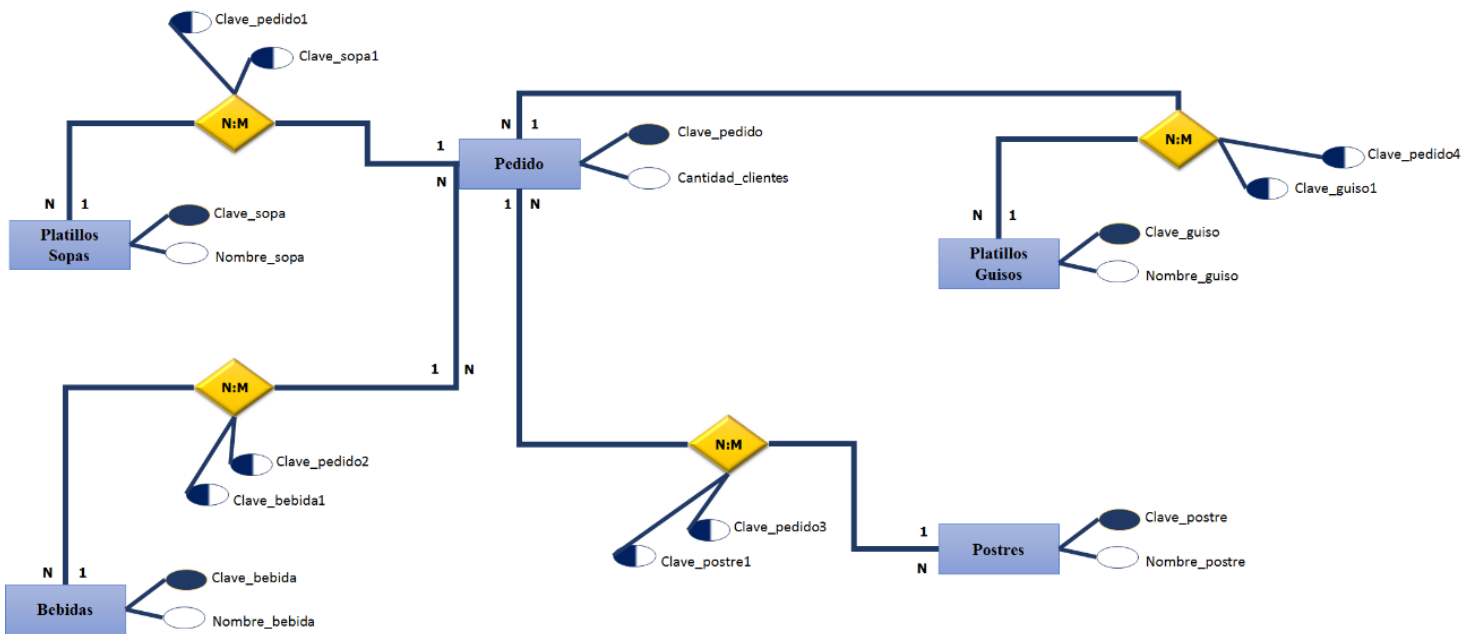 Clave_pedido1
Clave_sopa1
N:M
N 1
Platillos
Sopas
Clave_sopa
Nombre_sopa
1
N
N 1
Pedido
1 N
Clave_pedido
Cantidad_clientes
N:M
Clave_pedido4
Clave_guiso1
N 1
Platillos
Guisos
Clave_guiso
Nombre_guiso
1 N
N:M
Clave_pedido2
Clave_bebida1
N 1
Bebidas
Clave_bebida
Nombre_bebida
N:M
Clave_pedido3
Clave_postre1
1
N
Postres
Clave_postre
Nombre_postre